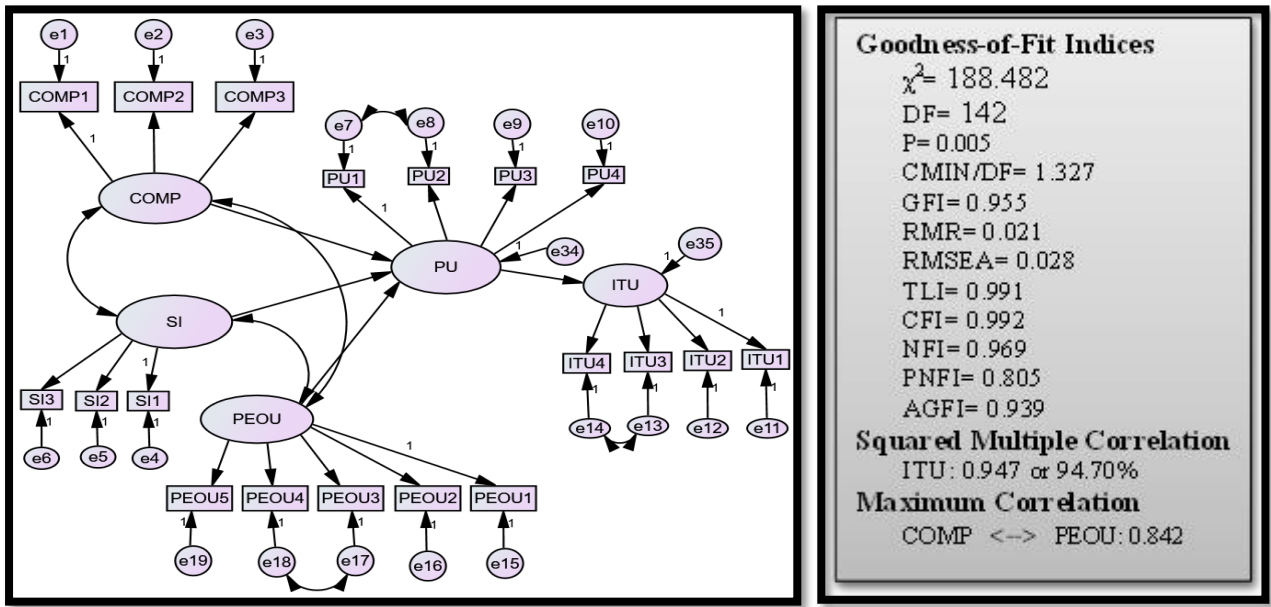 e1 e2 e3
1 1 1
COMP1 COMP2 COMP3
1
COMP
e7 e8 e9 e10
1 1 1 1
PU1 PU2 PU3 PU4
1
PU
1 e34
1 e35
ITU
1
ITU4 ITU3 ITU2 ITU1
1 1 1 1
e14 e13 e12 e11
SI
1
SI3 SI2 SI1
1 1 1
e6 e5 e4
PEOU
1
PEOU5 PEOU4 PEOU3 PEOU2 PEOU1
1 1 1 1 1
e19 e18 e17 e16 e15
Goodness-of-Fit Indices
χ²= 188.482
DF= 142
P= 0.005
CMIN/DF= 1.327
GFI= 0.955
RMR= 0.021
RMSEA= 0.028
TLI= 0.991
CFI= 0.992
NFI= 0.969
PNFI= 0.805
AGFI= 0.939
Squared Multiple Correlation
ITU: 0.947 or 94.70%
Maximum Correlation
COMP <--> PEOU: 0.842